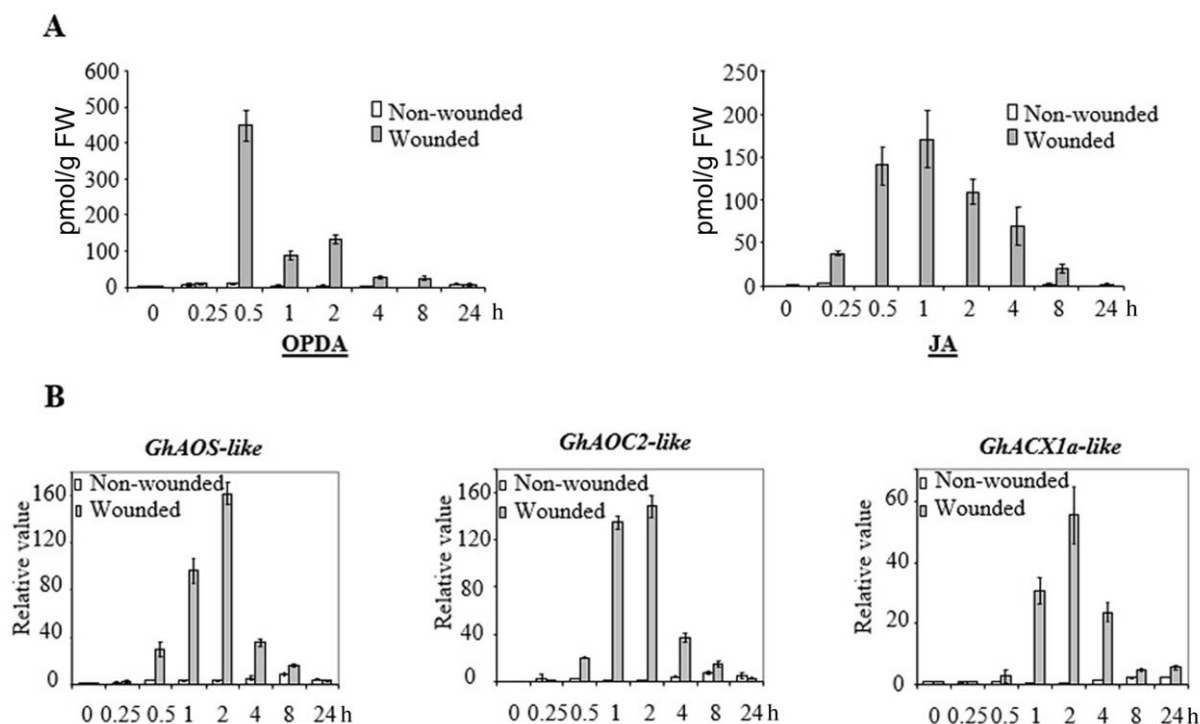 A
600
500
400
300
200
100
0
pmol/g FW
Non-wounded
Wounded
0 0.25 0.5 1 2 4 8 24 h
OPDA
250
200
150
100
50
0
pmol/g FW
Non-wounded
Wounded
0 0.25 0.5 1 2 4 8 24 h
JA
B
GhAOS-like
160
120
80
40
0
Relative value
Non-wounded
Wounded
0 0.25 0.5 1 2 4 8 24 h
GhAOC2-like
160
120
80
40
0
Relative value
Non-wounded
Wounded
0 0.25 0.5 1 2 4 8 24 h
GhACX1a-like
60
40
20
0
Relative value
Non-wounded
Wounded
0 0.25 0.5 1 2 4 8 24h